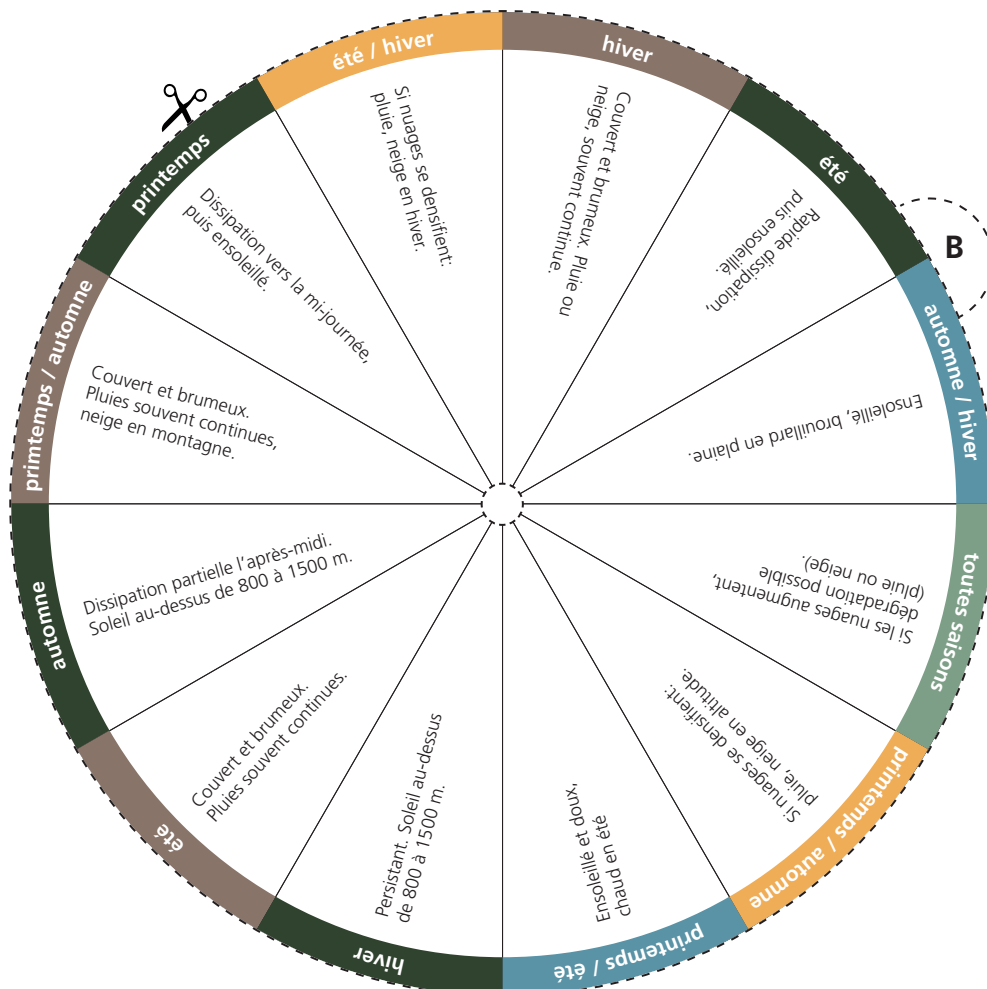 hiver
Couvert et brumeux. Pluie ou
neige, souvent continue.
été
Rapide dissipation,
puis ensoleillé.
B
automne / hiver
Ensoleillé, brouillard en plaine.
toutes saisons
Si les nuages augmentent,
dégradation possible
(pluie ou neige).
printemps / automne
Si nuages se densifient:
pluie, neige en altitude.
printemps / été
Ensoleillé et doux,
chaud en été
hiver
Persistant. Soleil au-dessus
de 800 à 1500 m.
été
Couvert et brumeux.
Pluies souvent continues.
automne
Dissipation partielle l'après-midi.
Soleil au-dessus de 800 à 1500 m.
primtemps / automne
Couvert et brumeux.
Pluies souvent continues,
neige en montagne.
printemps
Dissipation vers la mi-journée,
puis ensoleillé.
été / hiver
Si nuages se densifient:
pluie, neige en hiver.